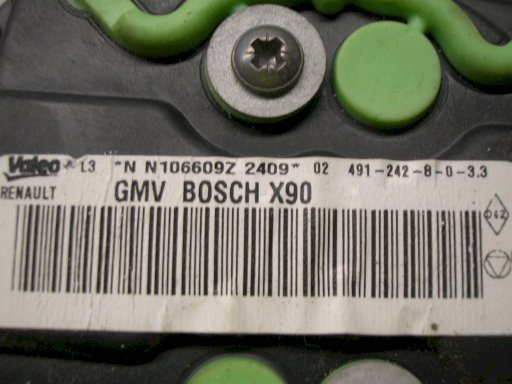 Valeo L3 *N N106609Z 2409* 02 491-242-8-0-3.3
RENAULT GMV BOSCH X90